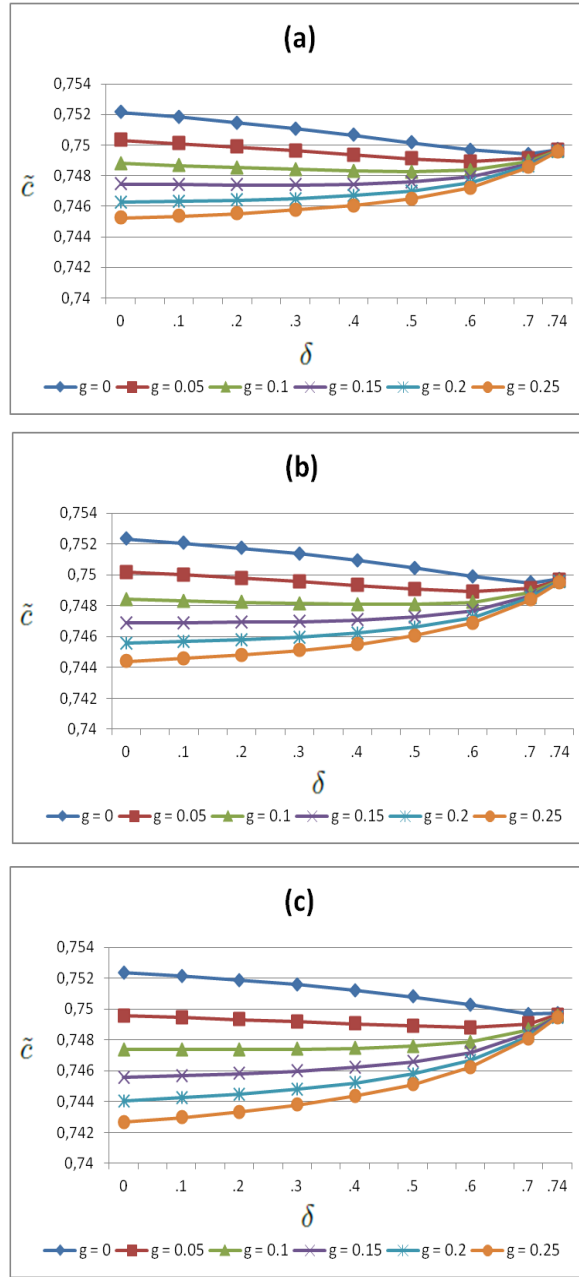 (a)
0,754
0,752
0,75
0,748
0,746
0,744
0,742
0,74
c̃
0 .1 .2 .3 .4 .5 .6 .7 .74
δ
g = 0 g = 0.05 g = 0.1 g = 0.15 g = 0.2 g = 0.25
(b)
0,754
0,752
0,75
0,748
0,746
0,744
0,742
0,74
c̃
0 .1 .2 .3 .4 .5 .6 .7 .74
δ
g = 0 g = 0.05 g = 0.1 g = 0.15 g = 0.2 g = 0.25
(c)
0,754
0,752
0,75
0,748
0,746
0,744
0,742
0,74
c̃
0 .1 .2 .3 .4 .5 .6 .7 .74
δ
g = 0 g = 0.05 g = 0.1 g = 0.15 g = 0.2 g = 0.25